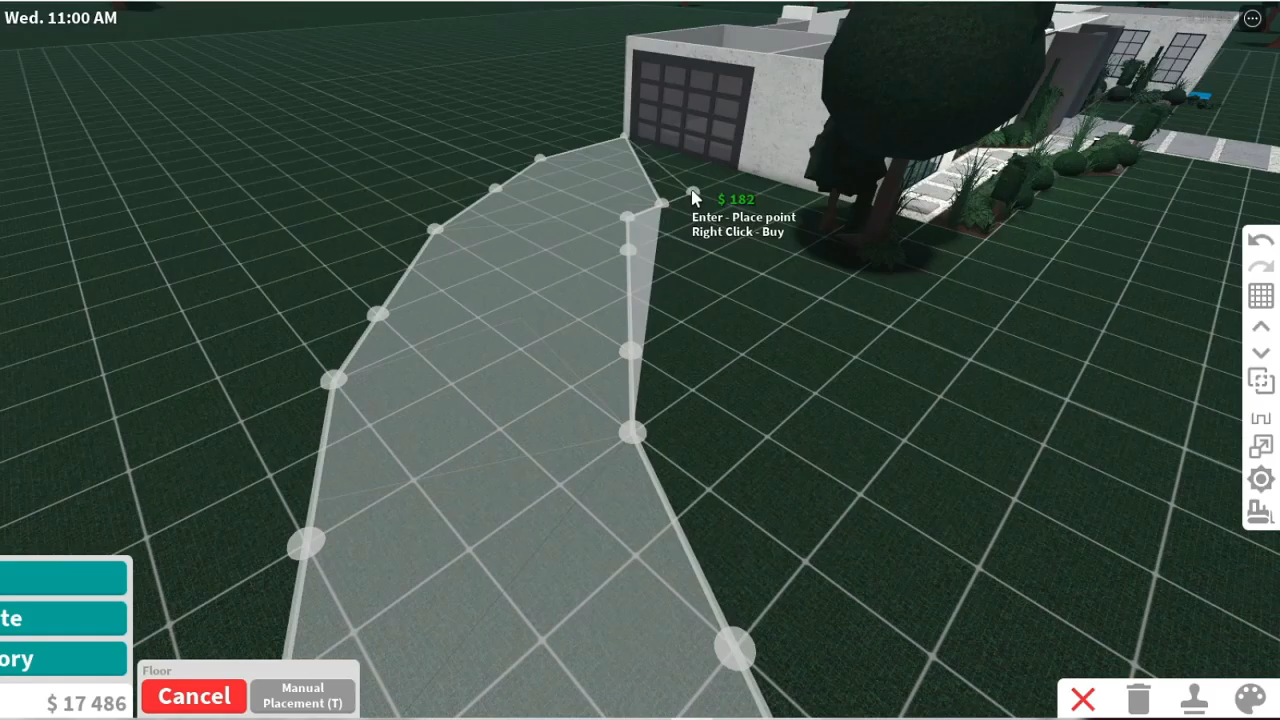 Wed. 11:00 AM
$ 182
Enter - Place point
Right Click - Buy
te
ory
$ 17 486
Floor
Cancel
Manual
Placement (T)